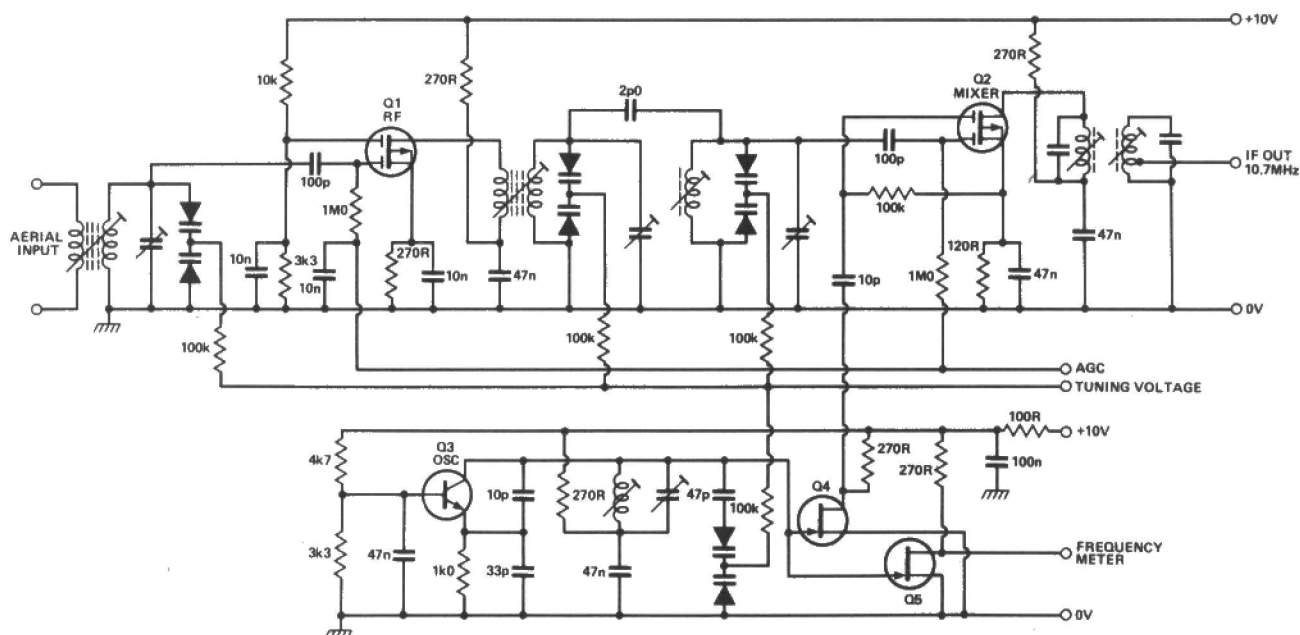 +10V
10k
270R
Q1
RF
2p0
270R
Q2
MIXER
100p
100p
IF OUT
10.7MHz
AERIAL
INPUT
1M0
100k
10n
3k3
10n
270R
10n
47n
10p
1M0
120R
47n
47n
0V
100k
100k
100k
AGC
TUNING VOLTAGE
100R
+10V
4k7
Q3
OSC
10p
270R
47p
100k
270R
270R
100n
Q4
3k3
47n
1k0
33p
47n
Q5
FREQUENCY
METER
0V